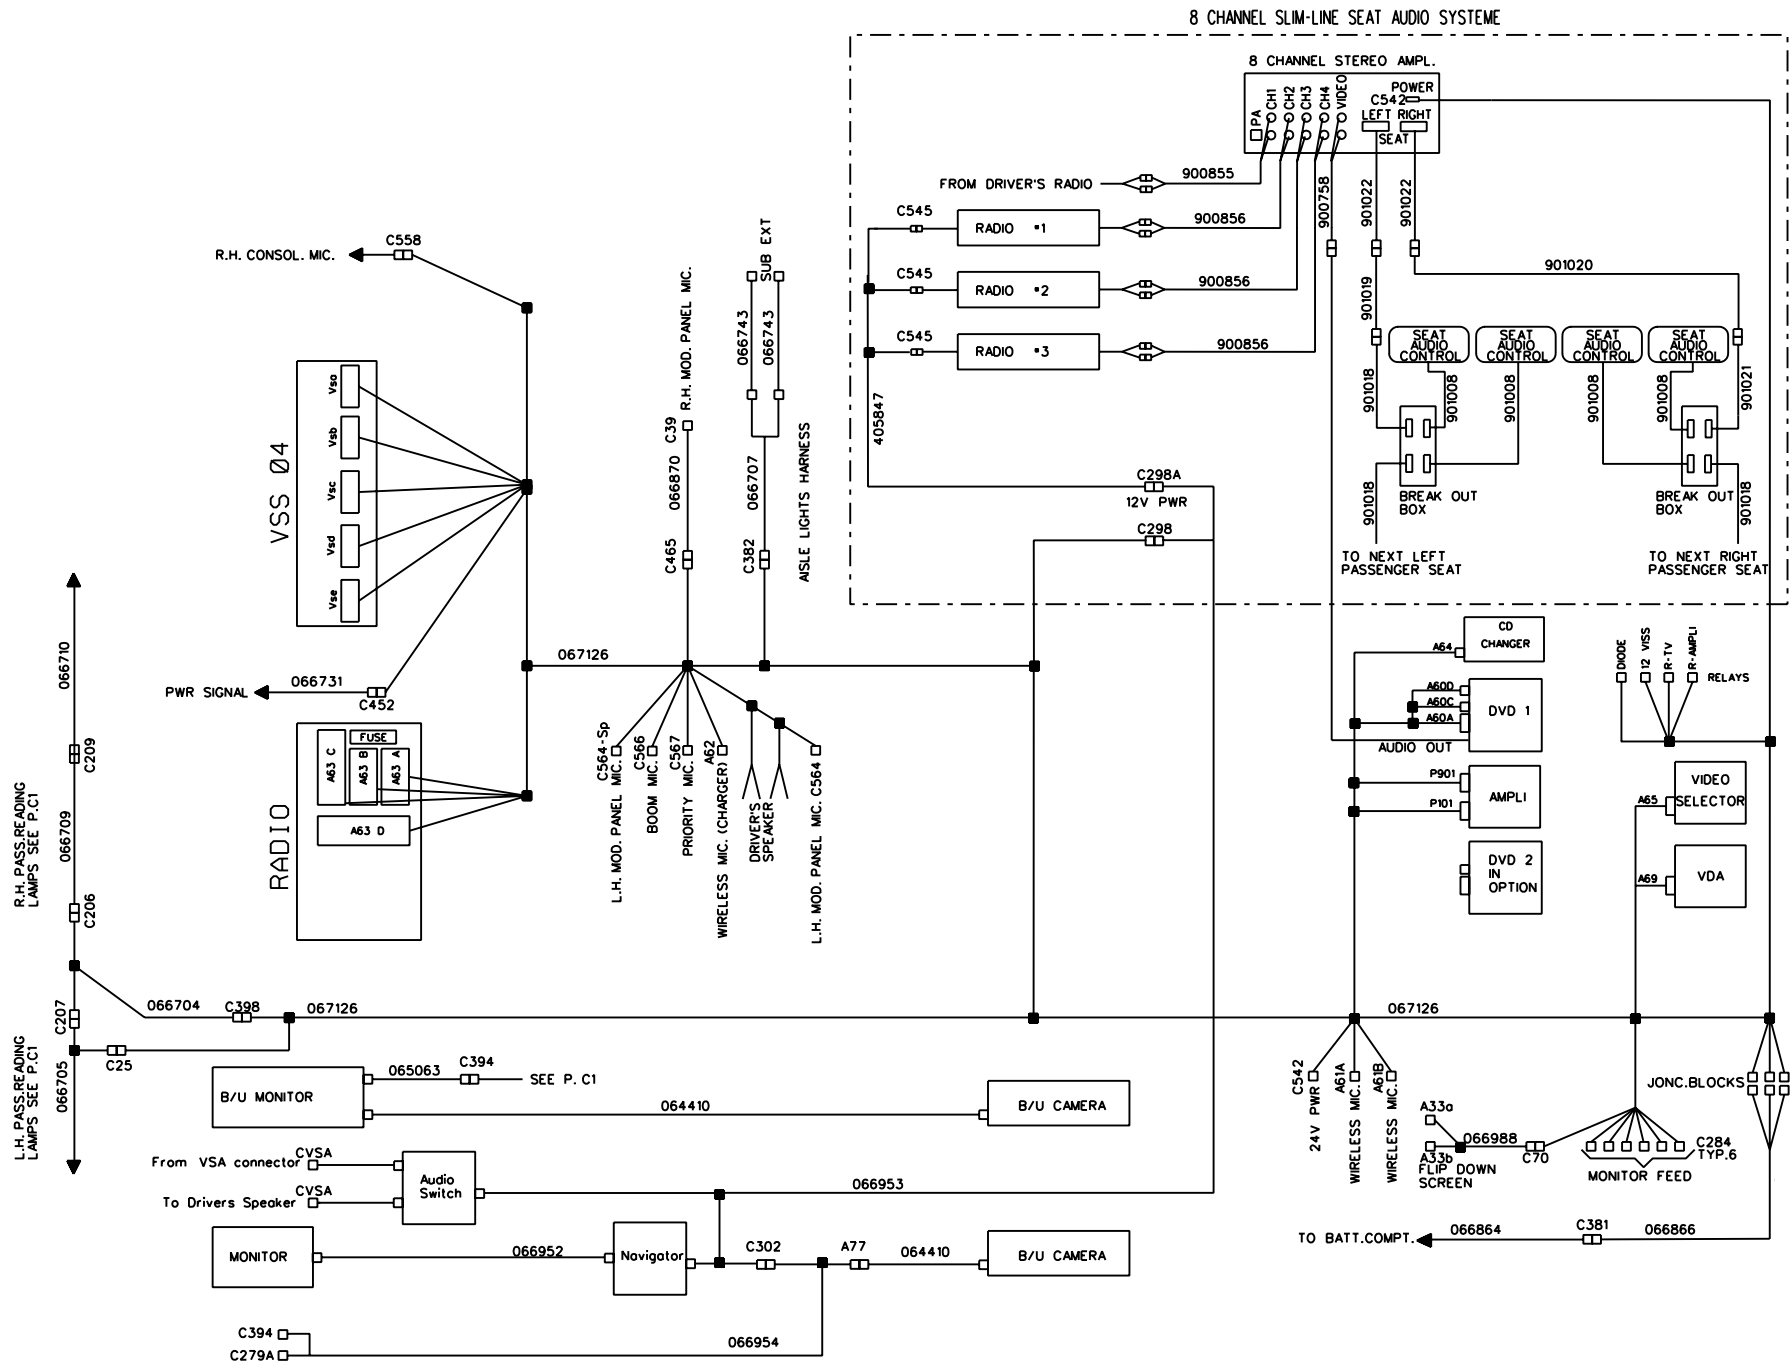 8 CHANNEL SLIM-LINE SEAT AUDIO SYSTEME
8 CHANNEL STEREO AMPL.
PA
CH1
CH2
CH3
CH4
VIDEO
POWER
C542
LEFT RIGHT
SEAT
FROM DRIVER'S RADIO
900855
C545
RADIO #1
900856
C545
RADIO #2
900856
C545
RADIO #3
900856
405847
900758
901022
901022
901019
901020
SEAT
AUDIO
CONTROL
SEAT
AUDIO
CONTROL
SEAT
AUDIO
CONTROL
SEAT
AUDIO
CONTROL
901018
901008
901008
901008
901008
901021
BREAK OUT
BOX
BREAK OUT
BOX
901018
901018
TO NEXT LEFT
PASSENGER SEAT
TO NEXT RIGHT
PASSENGER SEAT
C298A
12V PWR
C298
R.H. CONSOL. MIC.
C558
VSS 04
Vsa
Vsb
Vsc
Vsd
Vse
PWR SIGNAL
066731
C452
RADIO
FUSE
A63 C
A63 B
A63 A
A63 D
R.H. MOD. PANEL MIC.
C39
066870
C465
SUB EXT
066743
066743
066707
C382
AISLE LIGHTS HARNESS
067126
L.H. MOD. PANEL MIC.
C564-Sp
BOOM MIC.
C566
PRIORITY MIC.
C567
WIRELESS MIC. (CHARGER)
A62
DRIVER'S
SPEAKER
L.H. MOD. PANEL MIC. C564
066710
C209
R.H. PASS.READING
LAMPS SEE P.C1
066709
C206
066704
C398
067126
C207
C25
L.H. PASS.READING
LAMPS SEE P.C1
066705
B/U MONITOR
065063
C394
SEE P. C1
064410
B/U CAMERA
From VSA connector
CVSA
To Drivers Speaker
CVSA
Audio
Switch
066953
MONITOR
066952
Navigator
C302
A77
064410
B/U CAMERA
C394
C279A
066954
CD
CHANGER
A64
A60D
A60C
A60A
DVD 1
AUDIO OUT
P901
P101
AMPLI
DVD 2
IN
OPTION
DIODE
12 VISS
R-TV
R-AMPLI
RELAYS
VIDEO
SELECTOR
A65
VDA
A69
067126
C542
24V PWR
A61A
WIRELESS MIC.
A61B
WIRELESS MIC.
A33a
A33b
FLIP DOWN
SCREEN
066988
C70
C284
TYP.6
MONITOR FEED
JONC.BLOCKS
TO BATT.COMPT.
066864
C381
066866